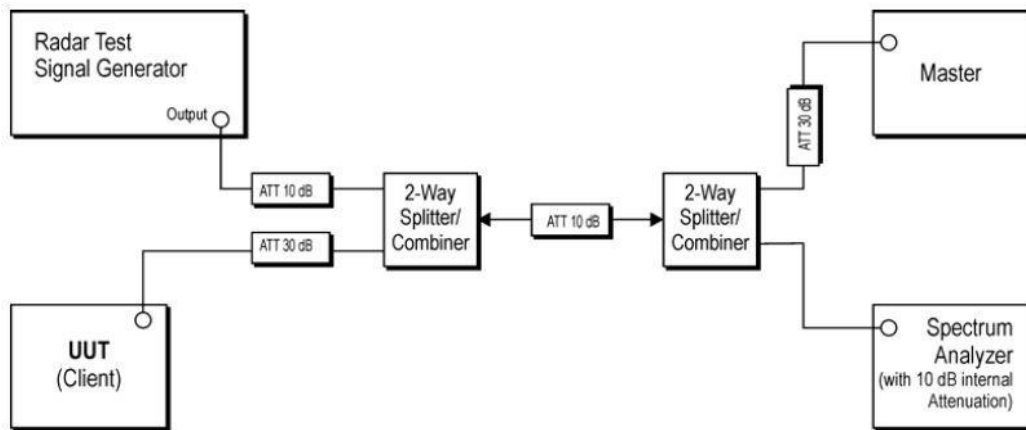 Radar Test
Signal Generator
Output
ATT 10 dB
2-Way
Splitter/
Combiner
ATT 30 dB
UUT
(Client)
ATT 10 dB
2-Way
Splitter/
Combiner
ATT 30 dB
Master
Spectrum
Analyzer
(with 10 dB internal
Attenuation)